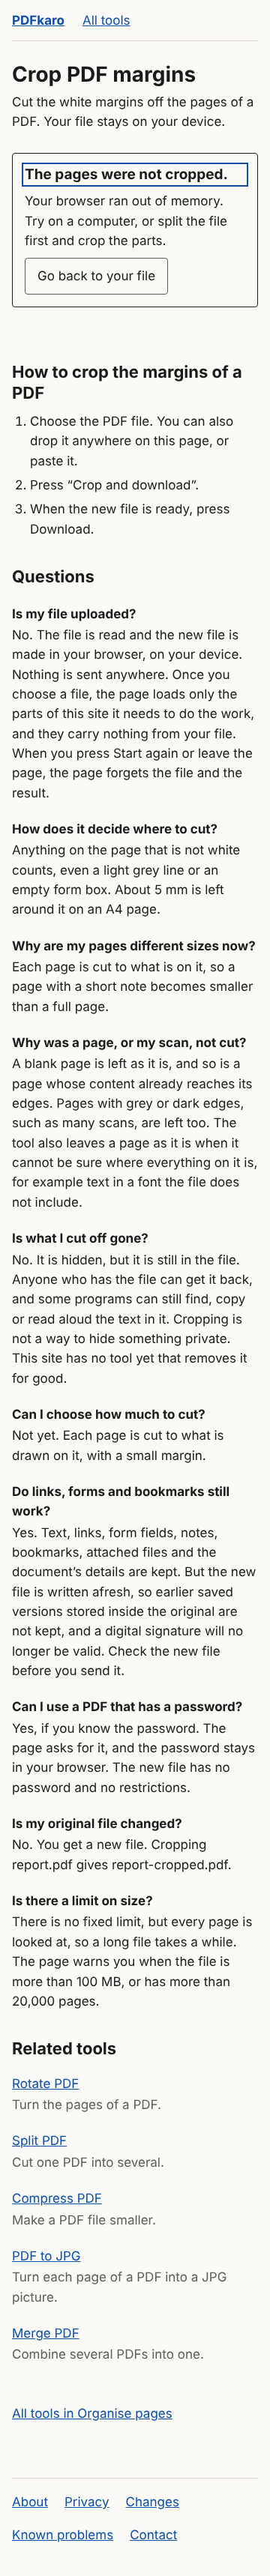 PDFkaro All tools
Crop PDF margins
Cut the white margins off the pages of a
PDF. Your file stays on your device.
The pages were not cropped.
Your browser ran out of memory.
Try on a computer, or split the file
first and crop the parts.
Go back to your file
How to crop the margins of a
PDF
1. Choose the PDF file. You can also
drop it anywhere on this page, or
paste it.
2. Press “Crop and download”.
3. When the new file is ready, press
Download.
Questions
Is my file uploaded?
No. The file is read and the new file is
made in your browser, on your device.
Nothing is sent anywhere. Once you
choose a file, the page loads only the
parts of this site it needs to do the work,
and they carry nothing from your file.
When you press Start again or leave the
page, the page forgets the file and the
result.
How does it decide where to cut?
Anything on the page that is not white
counts, even a light grey line or an
empty form box. About 5 mm is left
around it on an A4 page.
Why are my pages different sizes now?
Each page is cut to what is on it, so a
page with a short note becomes smaller
than a full page.
Why was a page, or my scan, not cut?
A blank page is left as it is, and so is a
page whose content already reaches its
edges. Pages with grey or dark edges,
such as many scans, are left too. The
tool also leaves a page as it is when it
cannot be sure where everything on it is,
for example text in a font the file does
not include.
Is what I cut off gone?
No. It is hidden, but it is still in the file.
Anyone who has the file can get it back,
and some programs can still find, copy
or read aloud the text in it. Cropping is
not a way to hide something private.
This site has no tool yet that removes it
for good.
Can I choose how much to cut?
Not yet. Each page is cut to what is
drawn on it, with a small margin.
Do links, forms and bookmarks still
work?
Yes. Text, links, form fields, notes,
bookmarks, attached files and the
document’s details are kept. But the new
file is written afresh, so earlier saved
versions stored inside the original are
not kept, and a digital signature will no
longer be valid. Check the new file
before you send it.
Can I use a PDF that has a password?
Yes, if you know the password. The
page asks for it, and the password stays
in your browser. The new file has no
password and no restrictions.
Is my original file changed?
No. You get a new file. Cropping
report.pdf gives report-cropped.pdf.
Is there a limit on size?
There is no fixed limit, but every page is
looked at, so a long file takes a while.
The page warns you when the file is
more than 100 MB, or has more than
20,000 pages.
Related tools
Rotate PDF
Turn the pages of a PDF.
Split PDF
Cut one PDF into several.
Compress PDF
Make a PDF file smaller.
PDF to JPG
Turn each page of a PDF into a JPG
picture.
Merge PDF
Combine several PDFs into one.
All tools in Organise pages
About Privacy Changes
Known problems Contact